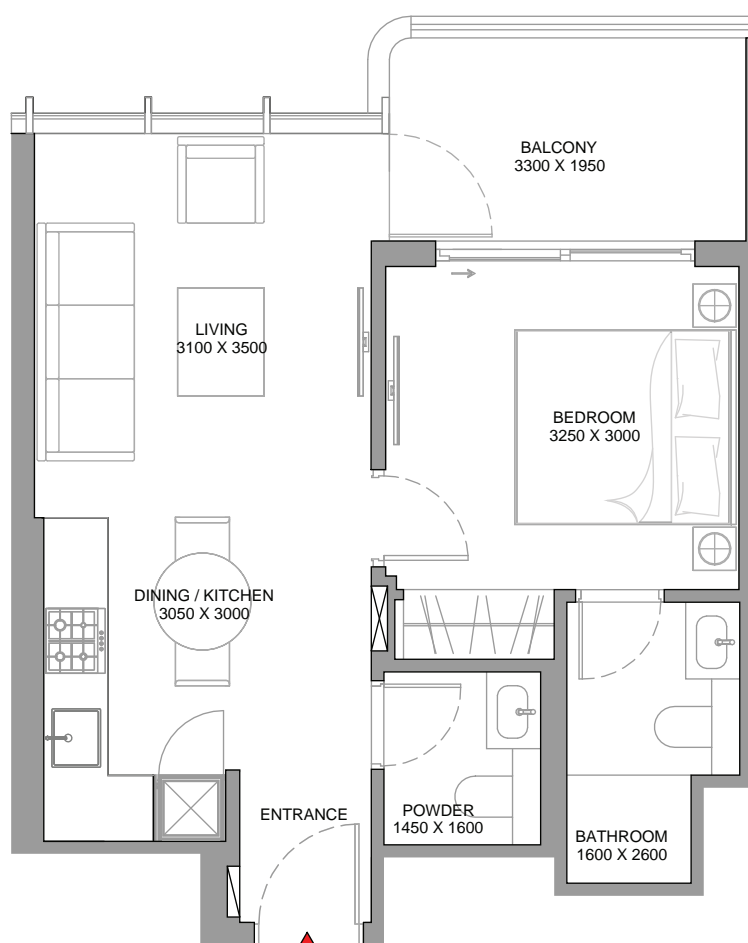 BALCONY
3300 X 1950
LIVING
3100 X 3500
BEDROOM
3250 X 3000
DINING / KITCHEN
3050 X 3000
ENTRANCE
POWDER
1450 X 1600
BATHROOM
1600 X 2600